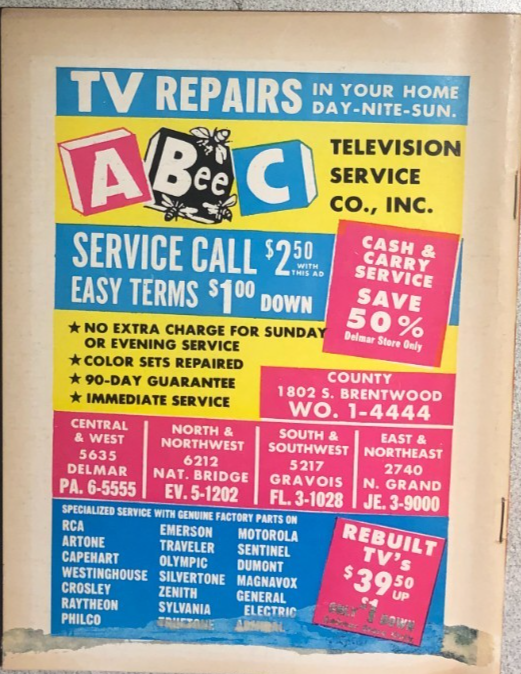 TV REPAIRS IN YOUR HOME
DAY-NITE-SUN.
A Bee C
TELEVISION
SERVICE
CO., INC.
SERVICE CALL $2.50 WITH THIS AD
EASY TERMS $1.00 DOWN
CASH &
CARRY
SERVICE
SAVE
50%
Delmar Store Only
★ NO EXTRA CHARGE FOR SUNDAY
OR EVENING SERVICE
★ COLOR SETS REPAIRED
★ 90-DAY GUARANTEE
★ IMMEDIATE SERVICE
COUNTY
1802 S. BRENTWOOD
WO. 1-4444
CENTRAL
& WEST
5635
DELMAR
PA. 6-5555
NORTH &
NORTHWEST
6212
NAT. BRIDGE
EV. 5-1202
SOUTH &
SOUTHWEST
5217
GRAVOIS
FL. 3-1028
EAST &
NORTHEAST
2740
N. GRAND
JE. 3-9000
SPECIALIZED SERVICE WITH GENUINE FACTORY PARTS ON
RCA
ARTONE
CAPEHART
WESTINGHOUSE
CROSLEY
RAYTHEON
PHILCO
EMERSON
TRAVELER
OLYMPIC
SILVERTONE
ZENITH
SYLVANIA
TRUETONE
MOTOROLA
SENTINEL
DUMONT
MAGNAVOX
GENERAL
ELECTRIC
ADMIRAL
REBUILT
TV's
$39.50 UP
ONLY $1 DOWN